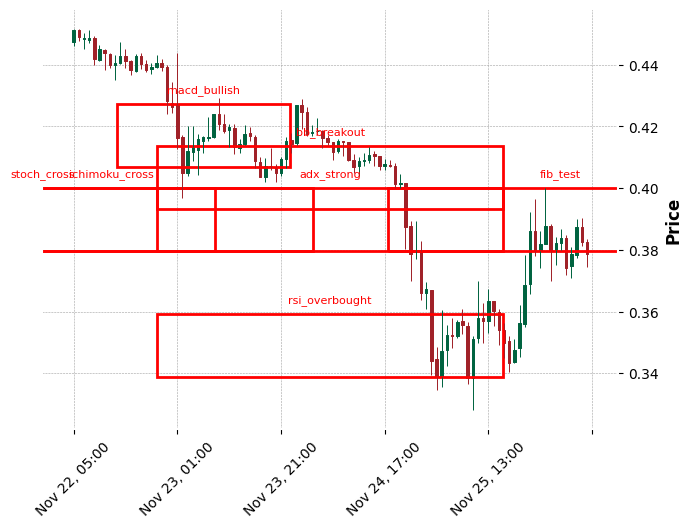 macd_bullish
bb_breakout
stoch_cross
ichimoku_cross
adx_strong
fib_test
rsi_overbought
0.44
0.42
0.40
0.38
0.36
0.34
Price
Nov 22, 05:00
Nov 23, 01:00
Nov 23, 21:00
Nov 24, 17:00
Nov 25, 13:00